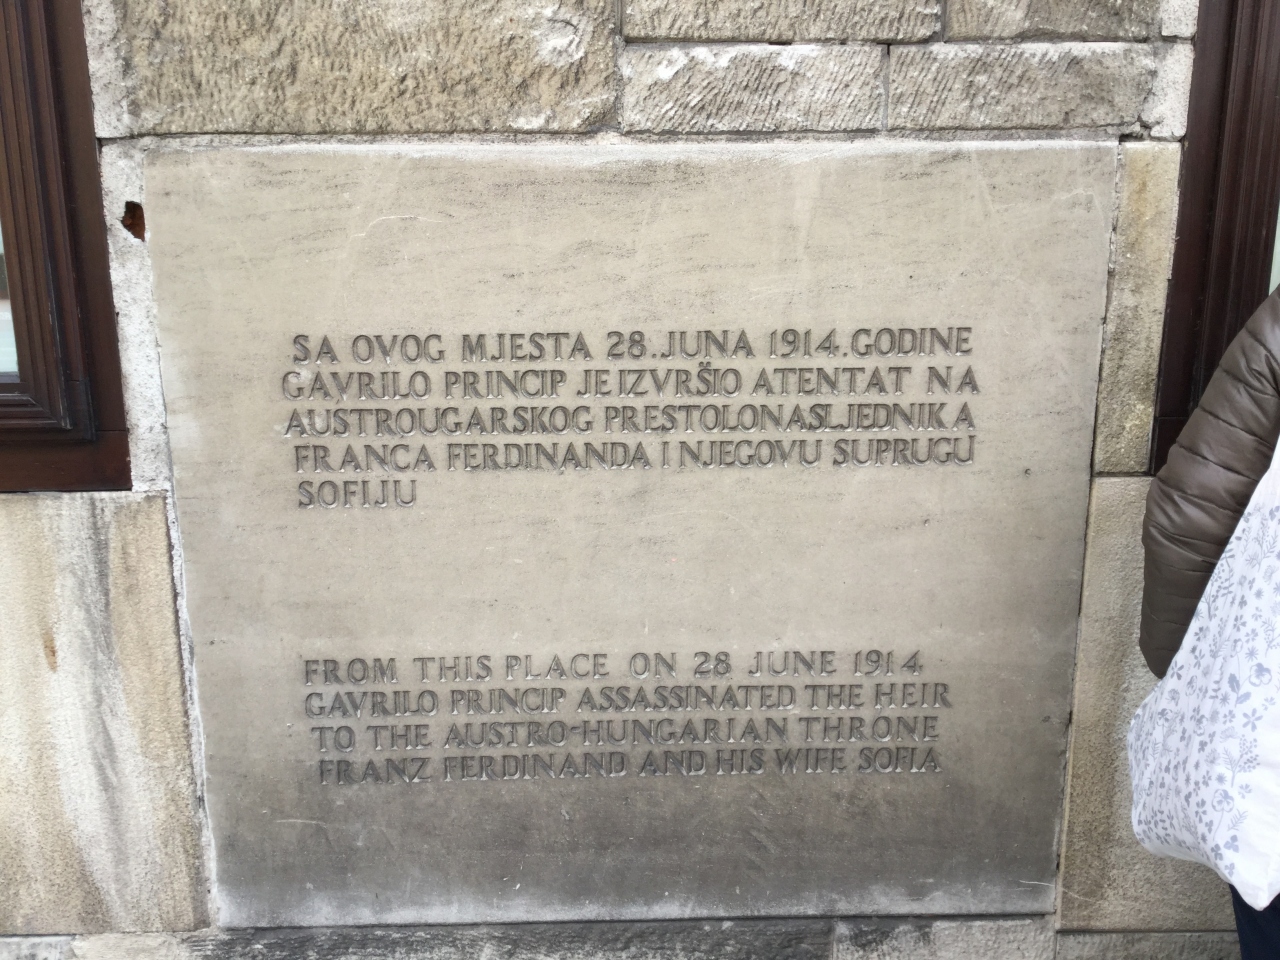 SA OVOG MJESTA 28. JUNA 1914. GODINE
GAVRILO PRINCIP JE IZVRŠIO ATENTAT NA
AUSTROUGARSKOG PRESTOLONASLJEDNIKA
FRANCA FERDINANDA I NJEGOVU SUPRUGU
SOFIJU
FROM THIS PLACE ON 28 JUNE 1914.
GAVRILO PRINCIP ASSASSINATED THE HEIR
TO THE AUSTRO-HUNGARIAN THRONE
FRANZ FERDINAND AND HIS WIFE SOFIA